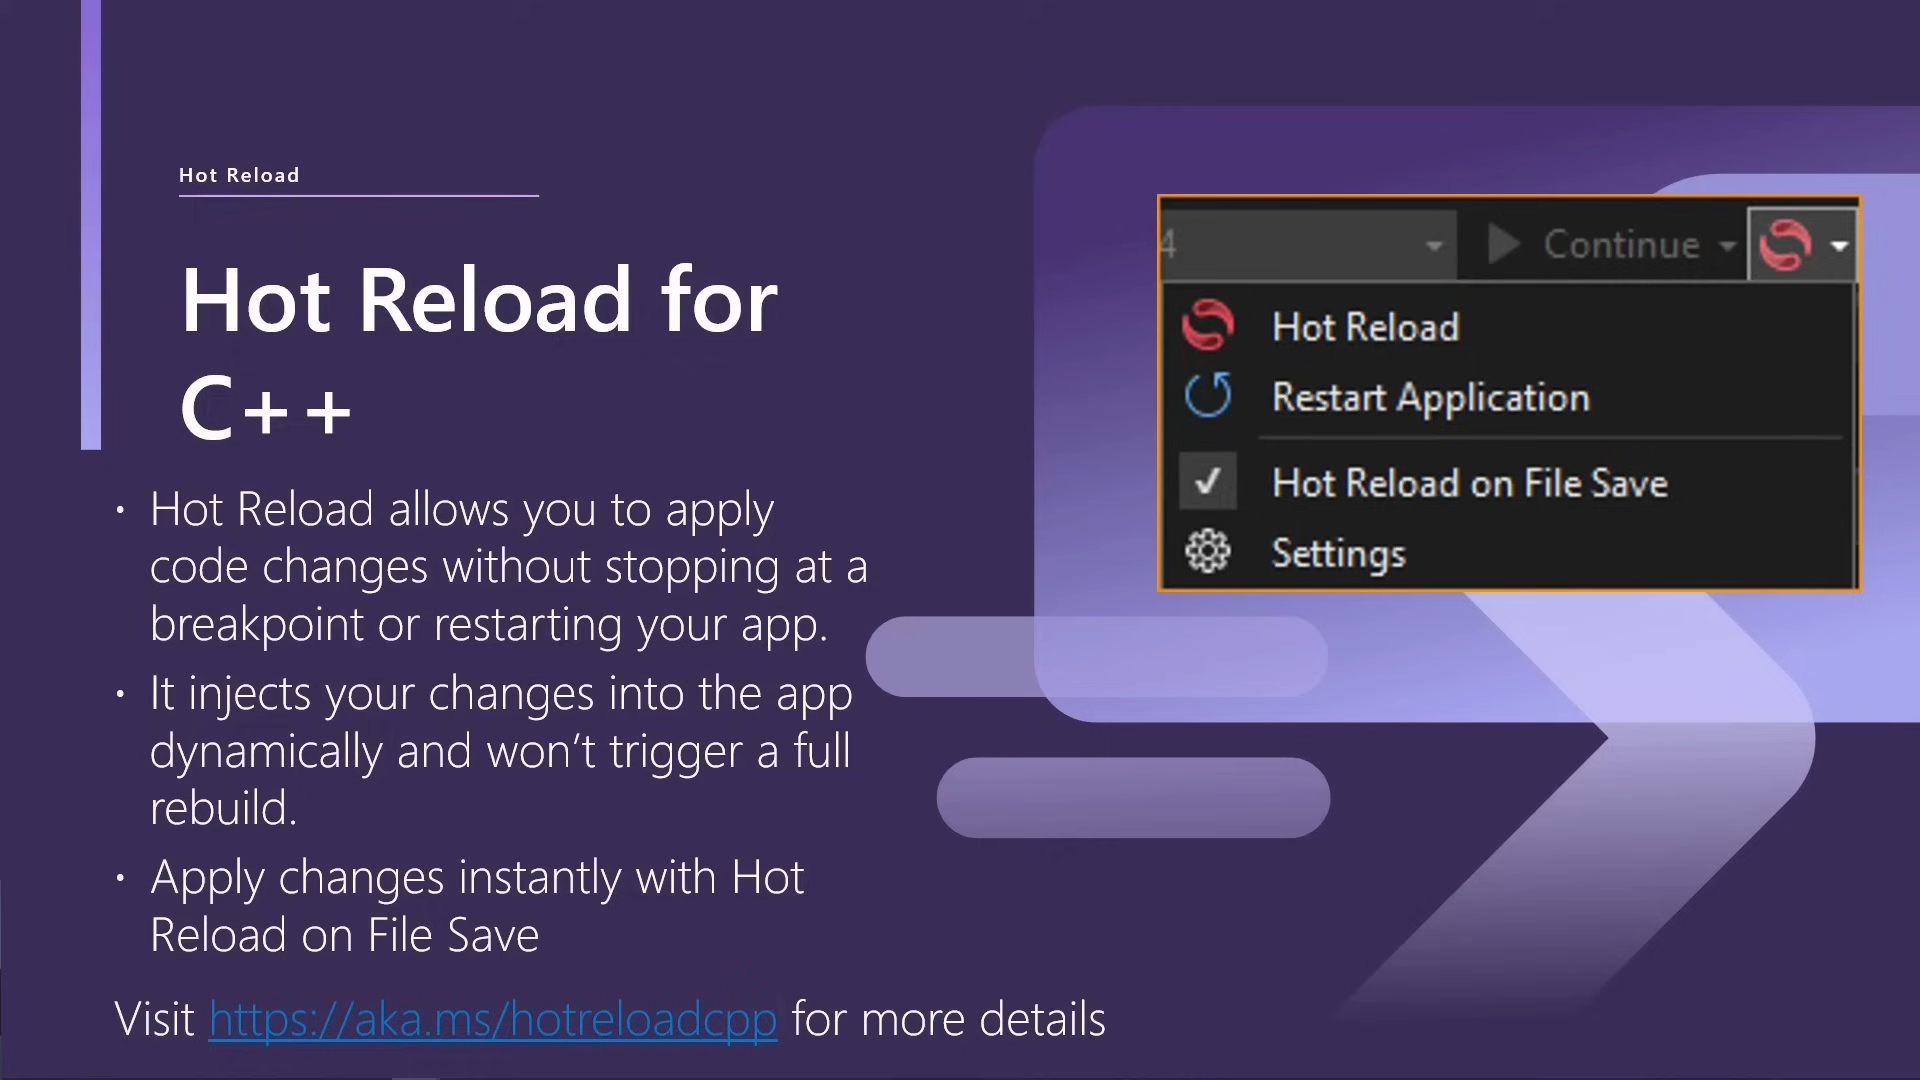 Hot Reload
Hot Reload for
C++
• Hot Reload allows you to apply
code changes without stopping at a
breakpoint or restarting your app.
• It injects your changes into the app
dynamically and won’t trigger a full
rebuild.
• Apply changes instantly with Hot
Reload on File Save
Visit https://aka.ms/hotreloadcpp for more details
4 Continue
Hot Reload
Restart Application
Hot Reload on File Save
Settings